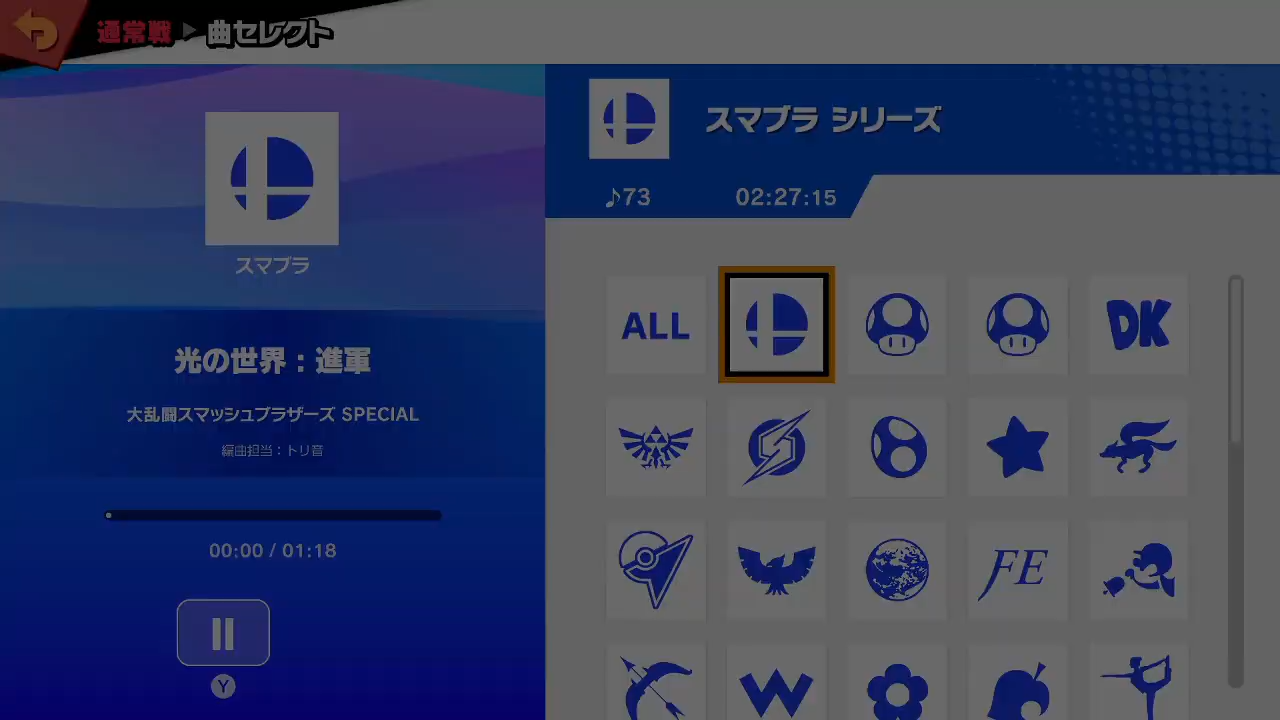 通常戦 ▶ 曲セレクト
スマブラ
光の世界：進軍
大乱闘スマッシュブラザーズ SPECIAL
編曲担当：トリ音
00:00 / 01:18
Y
スマブラ シリーズ
♪73 02:27:15
ALL
DK
FE
W